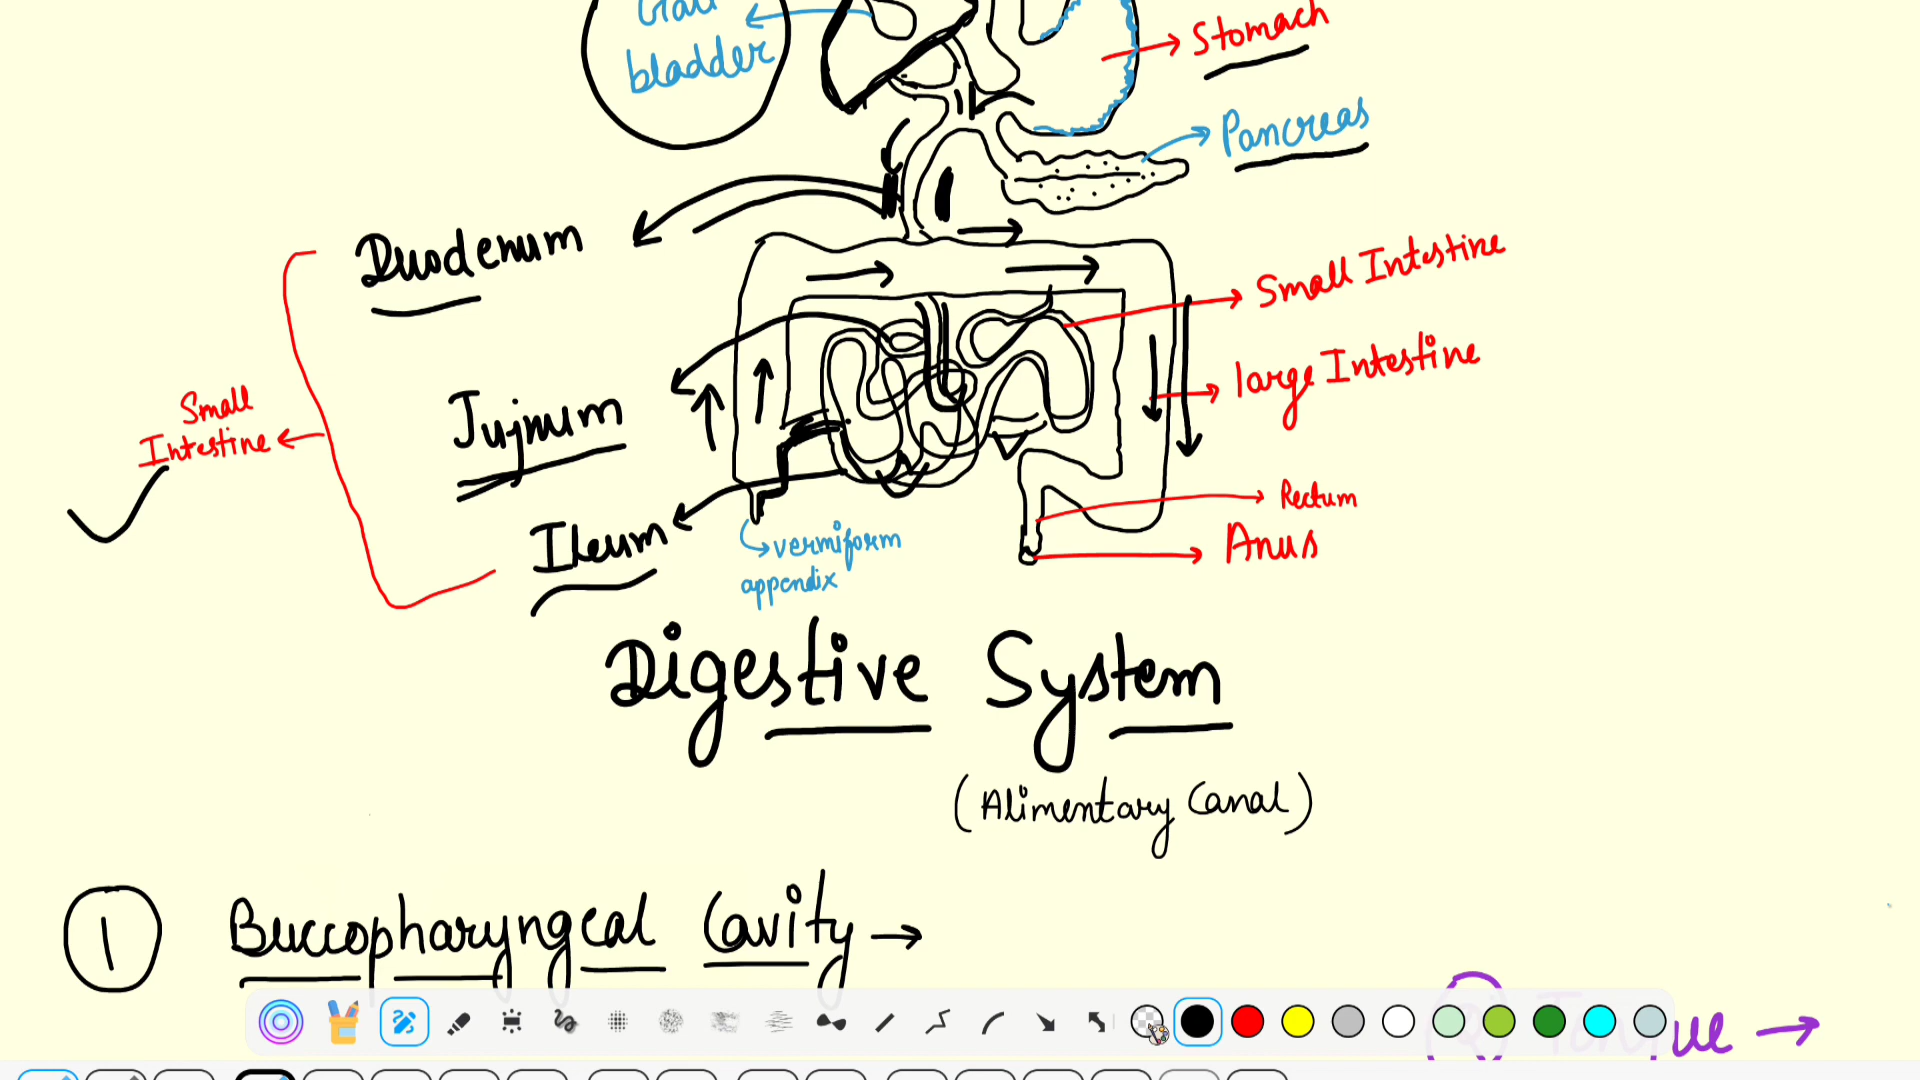 Gall
bladder
Stomach
Pancreas
Duodenum
Small Intestine
large Intestine
Small
Intestine
Jujnum
Rectum
Ileum
vermiform
appendix
Anus
Digestive System
(Alimentary Canal)
1 Buccopharyngeal Cavity →